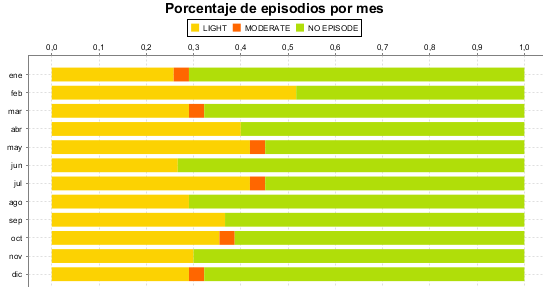 Porcentaje de episodios por mes
LIGHT MODERATE NO EPISODE
0,0 0,1 0,2 0,3 0,4 0,5 0,6 0,7 0,8 0,9 1,0
ene
feb
mar
abr
may
jun
jul
ago
sep
oct
nov
dic